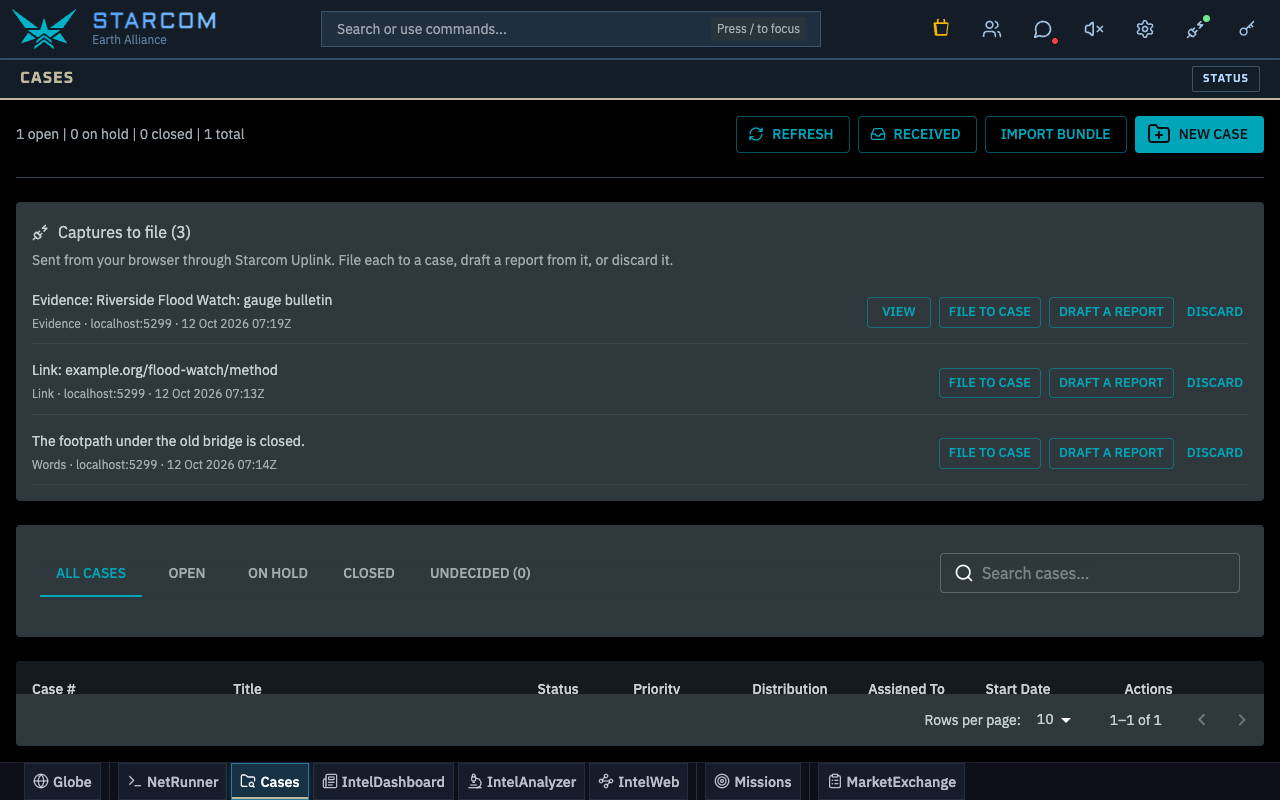 STARCOM
Earth Alliance
Search or use commands...
Press / to focus
CASES
STATUS
1 open | 0 on hold | 0 closed | 1 total
REFRESH
RECEIVED
IMPORT BUNDLE
NEW CASE
Captures to file (3)
Sent from your browser through Starcom Uplink. File each to a case, draft a report from it, or discard it.
Evidence: Riverside Flood Watch: gauge bulletin
Evidence · localhost:5299 · 12 Oct 2026 07:19Z
VIEW
FILE TO CASE
DRAFT A REPORT
DISCARD
Link: example.org/flood-watch/method
Link · localhost:5299 · 12 Oct 2026 07:13Z
FILE TO CASE
DRAFT A REPORT
DISCARD
The footpath under the old bridge is closed.
Words · localhost:5299 · 12 Oct 2026 07:14Z
FILE TO CASE
DRAFT A REPORT
DISCARD
ALL CASES
OPEN
ON HOLD
CLOSED
UNDECIDED (0)
Search cases...
Case #
Title
Status
Priority
Distribution
Assigned To
Start Date
Actions
Rows per page:
10
1–1 of 1
Globe
NetRunner
Cases
IntelDashboard
IntelAnalyzer
IntelWeb
Missions
MarketExchange